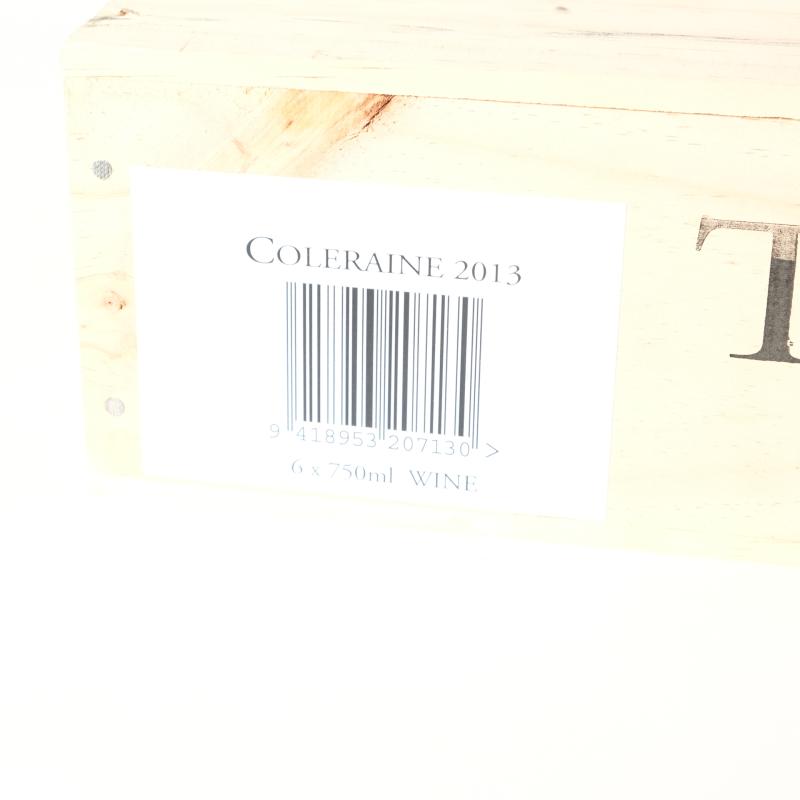 COLERAINE 2013
9 418953 207130 >
6 x 750ml WINE
T